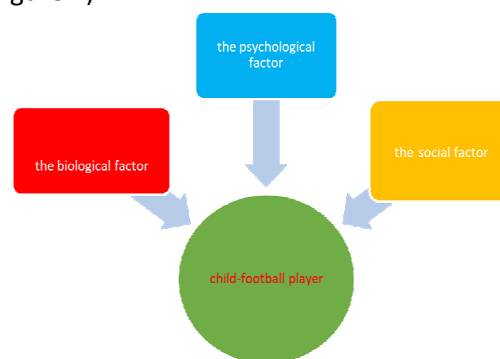 the psychological
factor
the biological factor
the social factor
child-football player